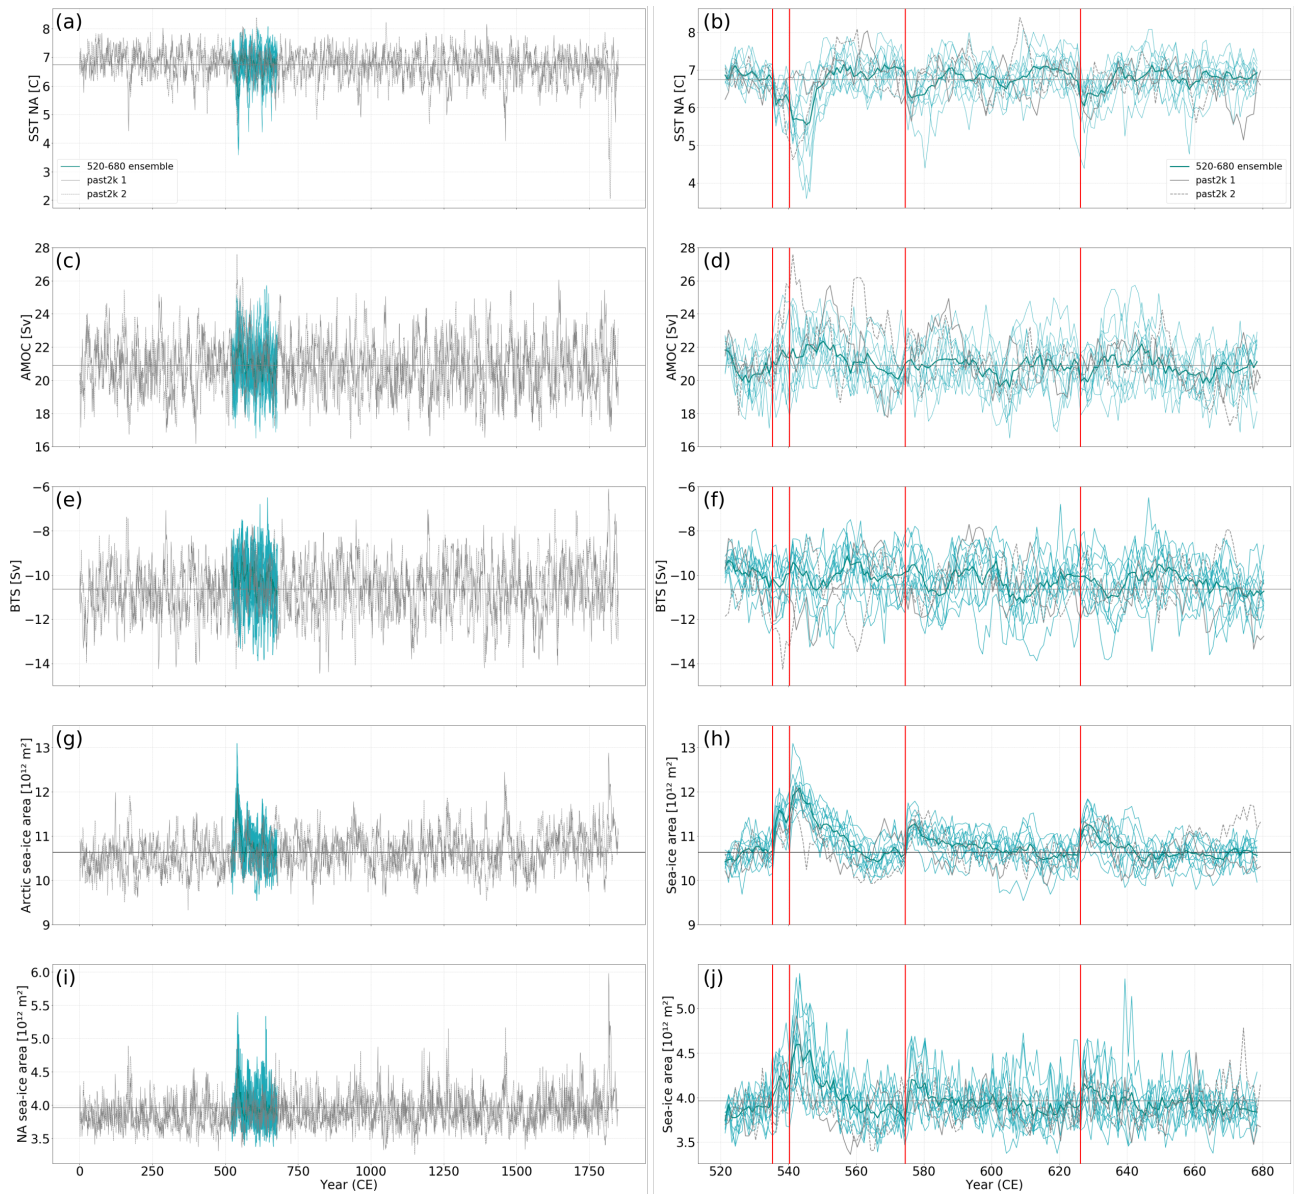 (a)
SST NA [C]
8
7
6
5
4
3
2
520-680 ensemble
past2k 1
past2k 2
(b)
SST NA [C]
8
7
6
5
4
520-680 ensemble
past2k 1
past2k 2
(c)
AMOC [Sv]
28
26
24
22
20
18
16
(d)
AMOC [Sv]
28
26
24
22
20
18
16
(e)
BTS [Sv]
−6
−8
−10
−12
−14
(f)
BTS [Sv]
−6
−8
−10
−12
−14
(g)
Arctic sea-ice area [10¹² m²]
13
12
11
10
9
(h)
Sea-ice area [10¹² m²]
13
12
11
10
9
(i)
NA sea-ice area [10¹² m²]
6.0
5.5
5.0
4.5
4.0
3.5
0 250 500 750 1000 1250 1500 1750
Year (CE)
(j)
Sea-ice area [10¹² m²]
5.0
4.5
4.0
3.5
520 540 560 580 600 620 640 660 680
Year (CE)